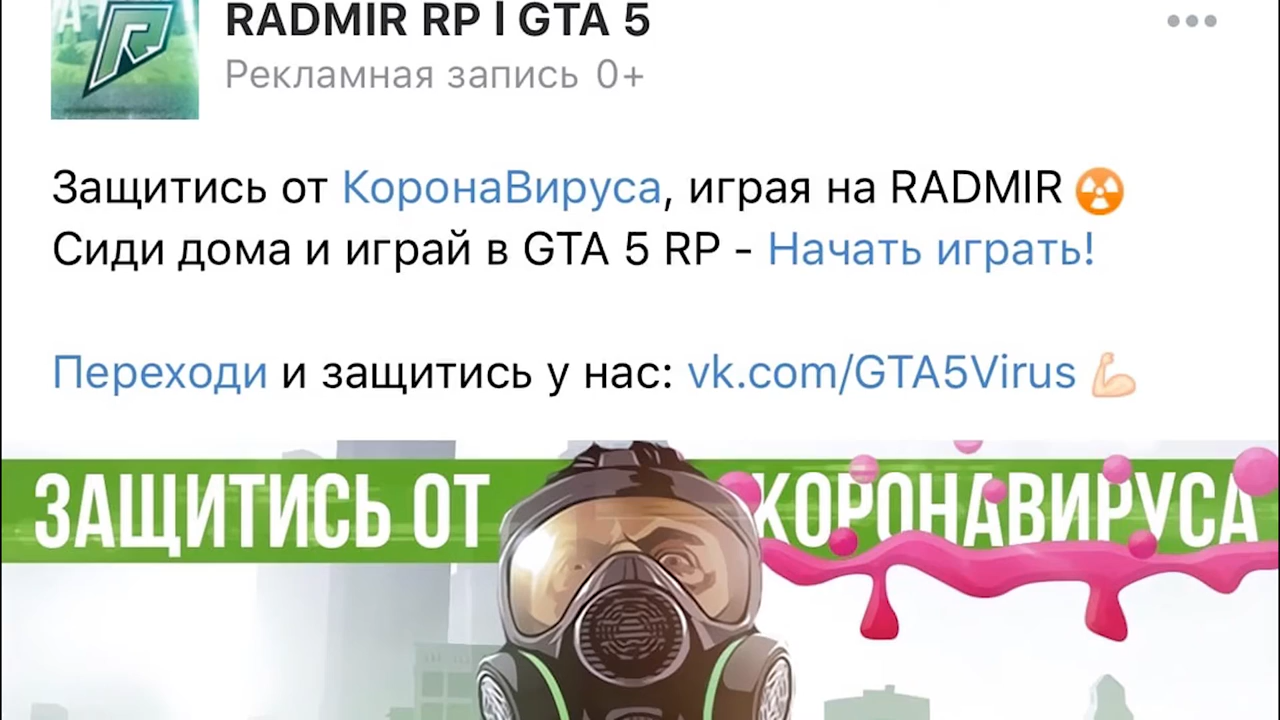 RADMIR RP | GTA 5
Рекламная запись 0+
Защитись от КоронаВируса, играя на RADMIR ☢️
Сиди дома и играй в GTA 5 RP - Начать играть!
Переходи и защитись у нас: vk.com/GTA5Virus 💪🏻
ЗАЩИТИСЬ ОТ КОРОНАВИРУСА